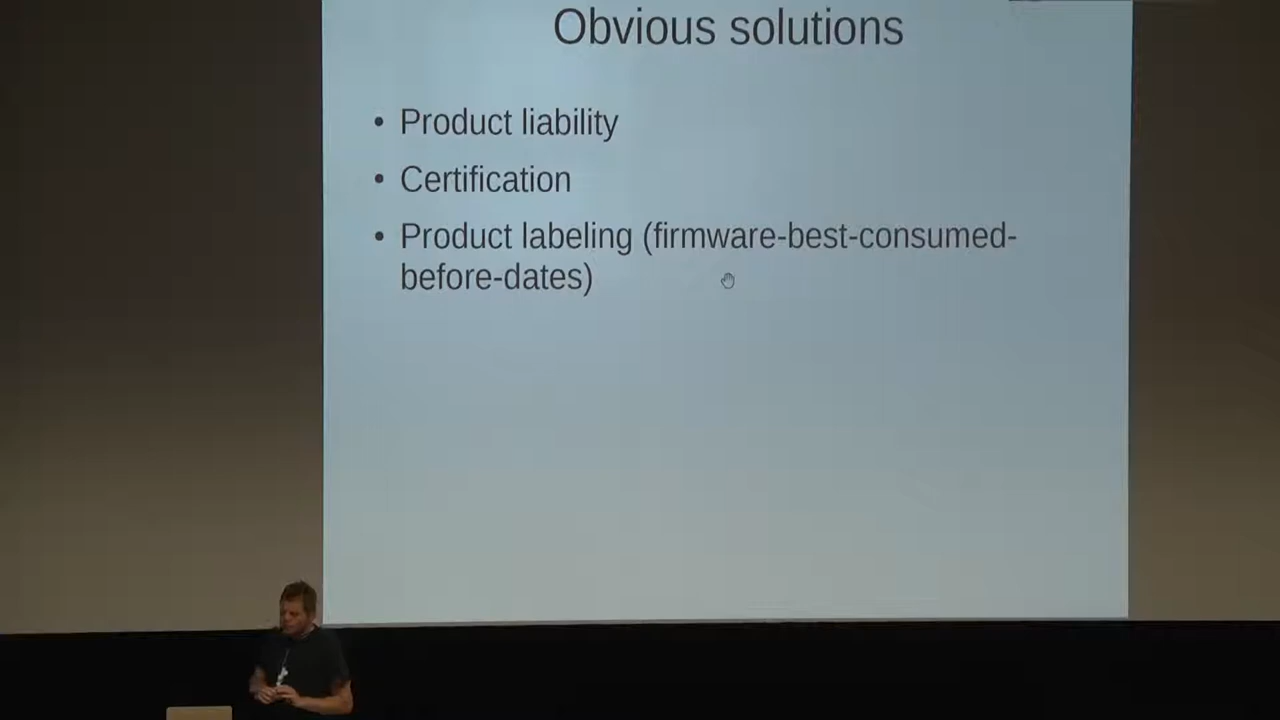 Obvious solutions
• Product liability
• Certification
• Product labeling (firmware-best-consumed-
before-dates)